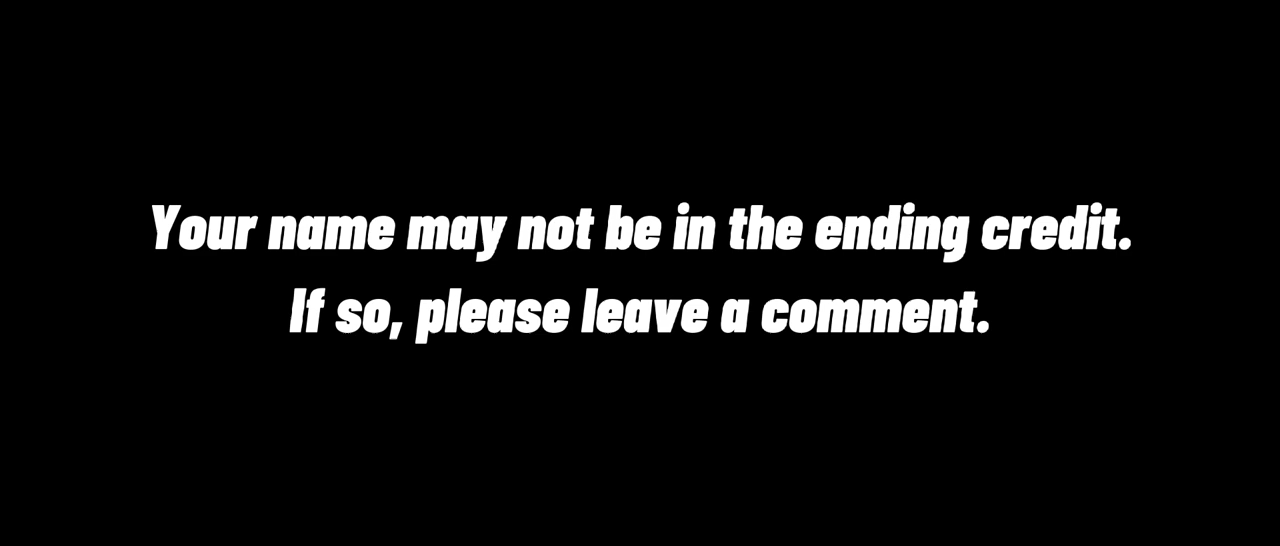 Your name may not be in the ending credit.
If so, please leave a comment.